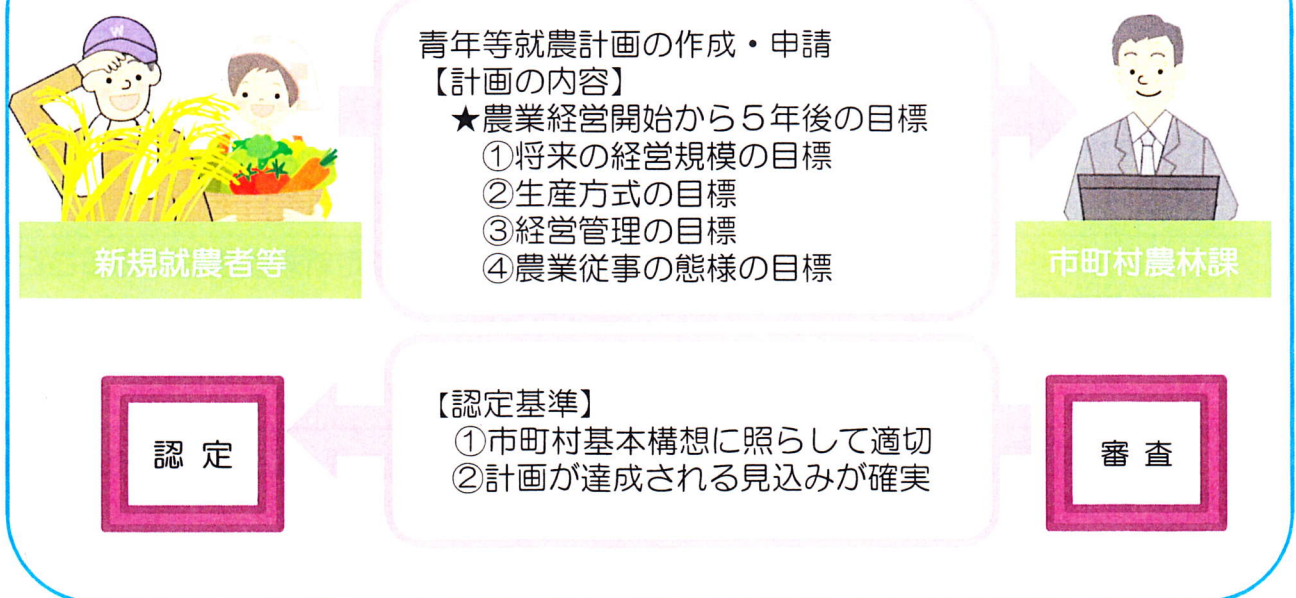 青年等就農計画の作成・申請
【計画の内容】
★農業経営開始から5年後の目標
①将来の経営規模の目標
②生産方式の目標
③経営管理の目標
④農業従事の態様の目標
新規就農者等
市町村農林課
【認定基準】
①市町村基本構想に照らして適切
②計画が達成される見込みが確実
認 定
審 査
W